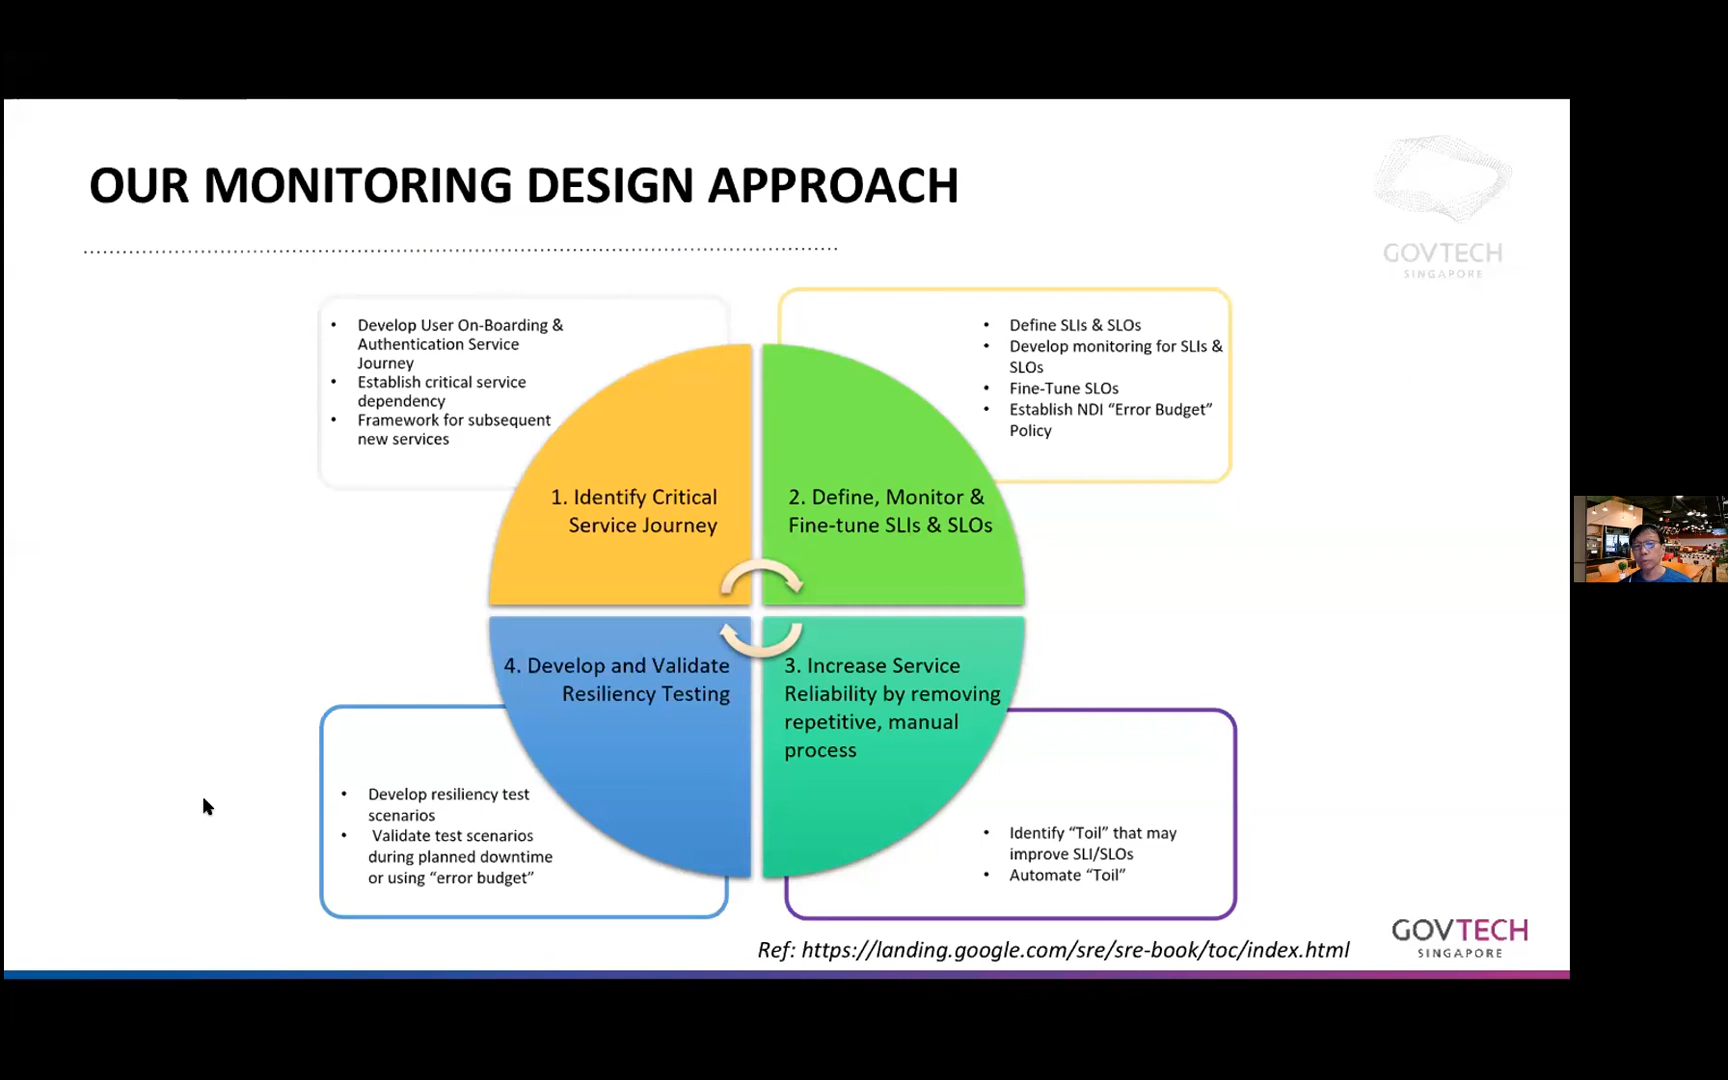 OUR MONITORING DESIGN APPROACH
GOVTECH
SINGAPORE
• Develop User On-Boarding &
Authentication Service
Journey
• Establish critical service
dependency
• Framework for subsequent
new services
• Define SLIs & SLOs
• Develop monitoring for SLIs &
SLOs
• Fine-Tune SLOs
• Establish NDI “Error Budget”
Policy
1. Identify Critical
Service Journey
2. Define, Monitor &
Fine-tune SLIs & SLOs
4. Develop and Validate
Resiliency Testing
3. Increase Service
Reliability by removing
repetitive, manual
process
• Develop resiliency test
scenarios
• Validate test scenarios
during planned downtime
or using “error budget”
• Identify “Toil” that may
improve SLI/SLOs
• Automate “Toil”
Ref: https://landing.google.com/sre/sre-book/toc/index.html
GOVTECH
SINGAPORE